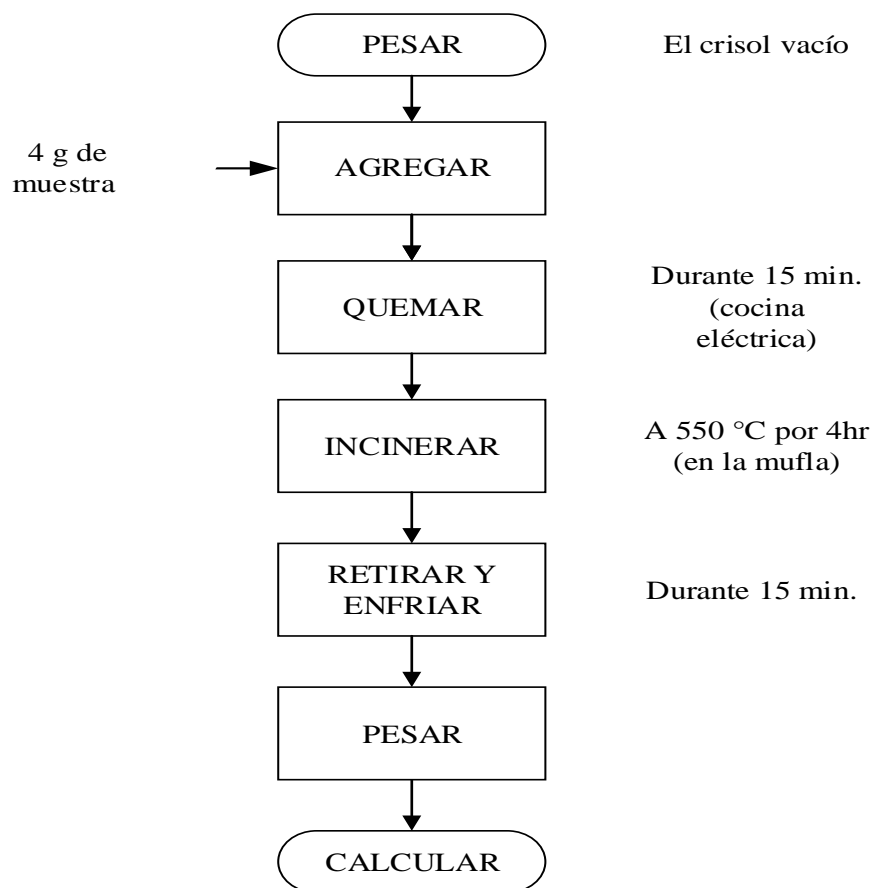 PESAR
El crisol vacío
4 g de
muestra
AGREGAR
QUEMAR
Durante 15 min.
(cocina
eléctrica)
INCINERAR
A 550 °C por 4hr
(en la mufla)
RETIRAR Y
ENFRIAR
Durante 15 min.
PESAR
CALCULAR